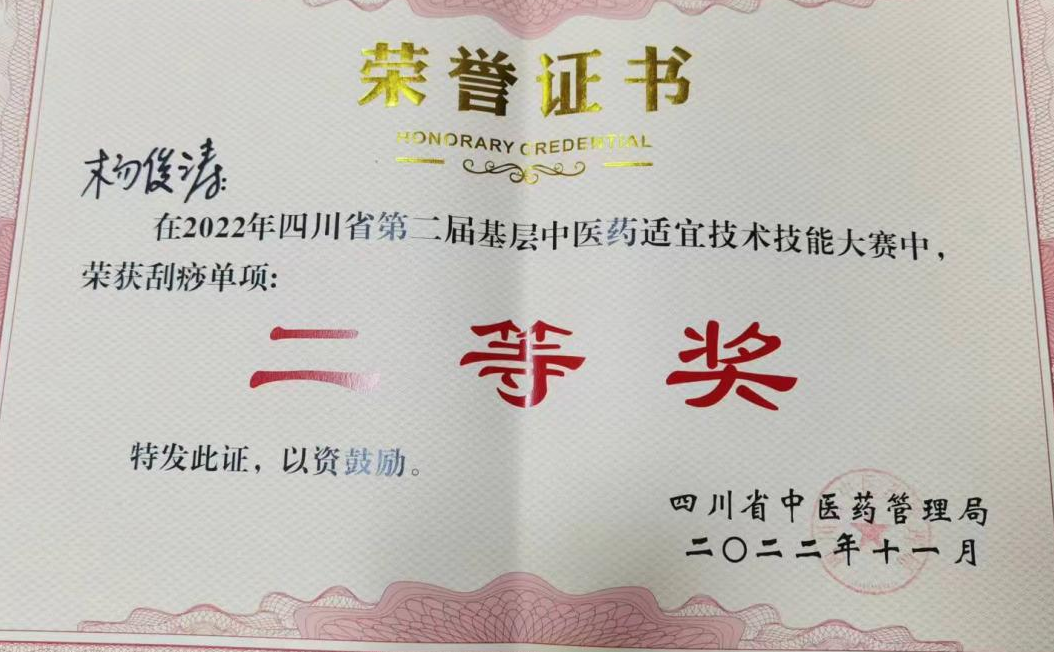 荣誉证书
HONORARY CREDENTIAL
杨俊涛:
在2022年四川省第二届基层中医药适宜技术技能大赛中，
荣获刮痧单项:
二等奖
特发此证，以资鼓励。
四川省中医药管理局
二〇二二年十一月